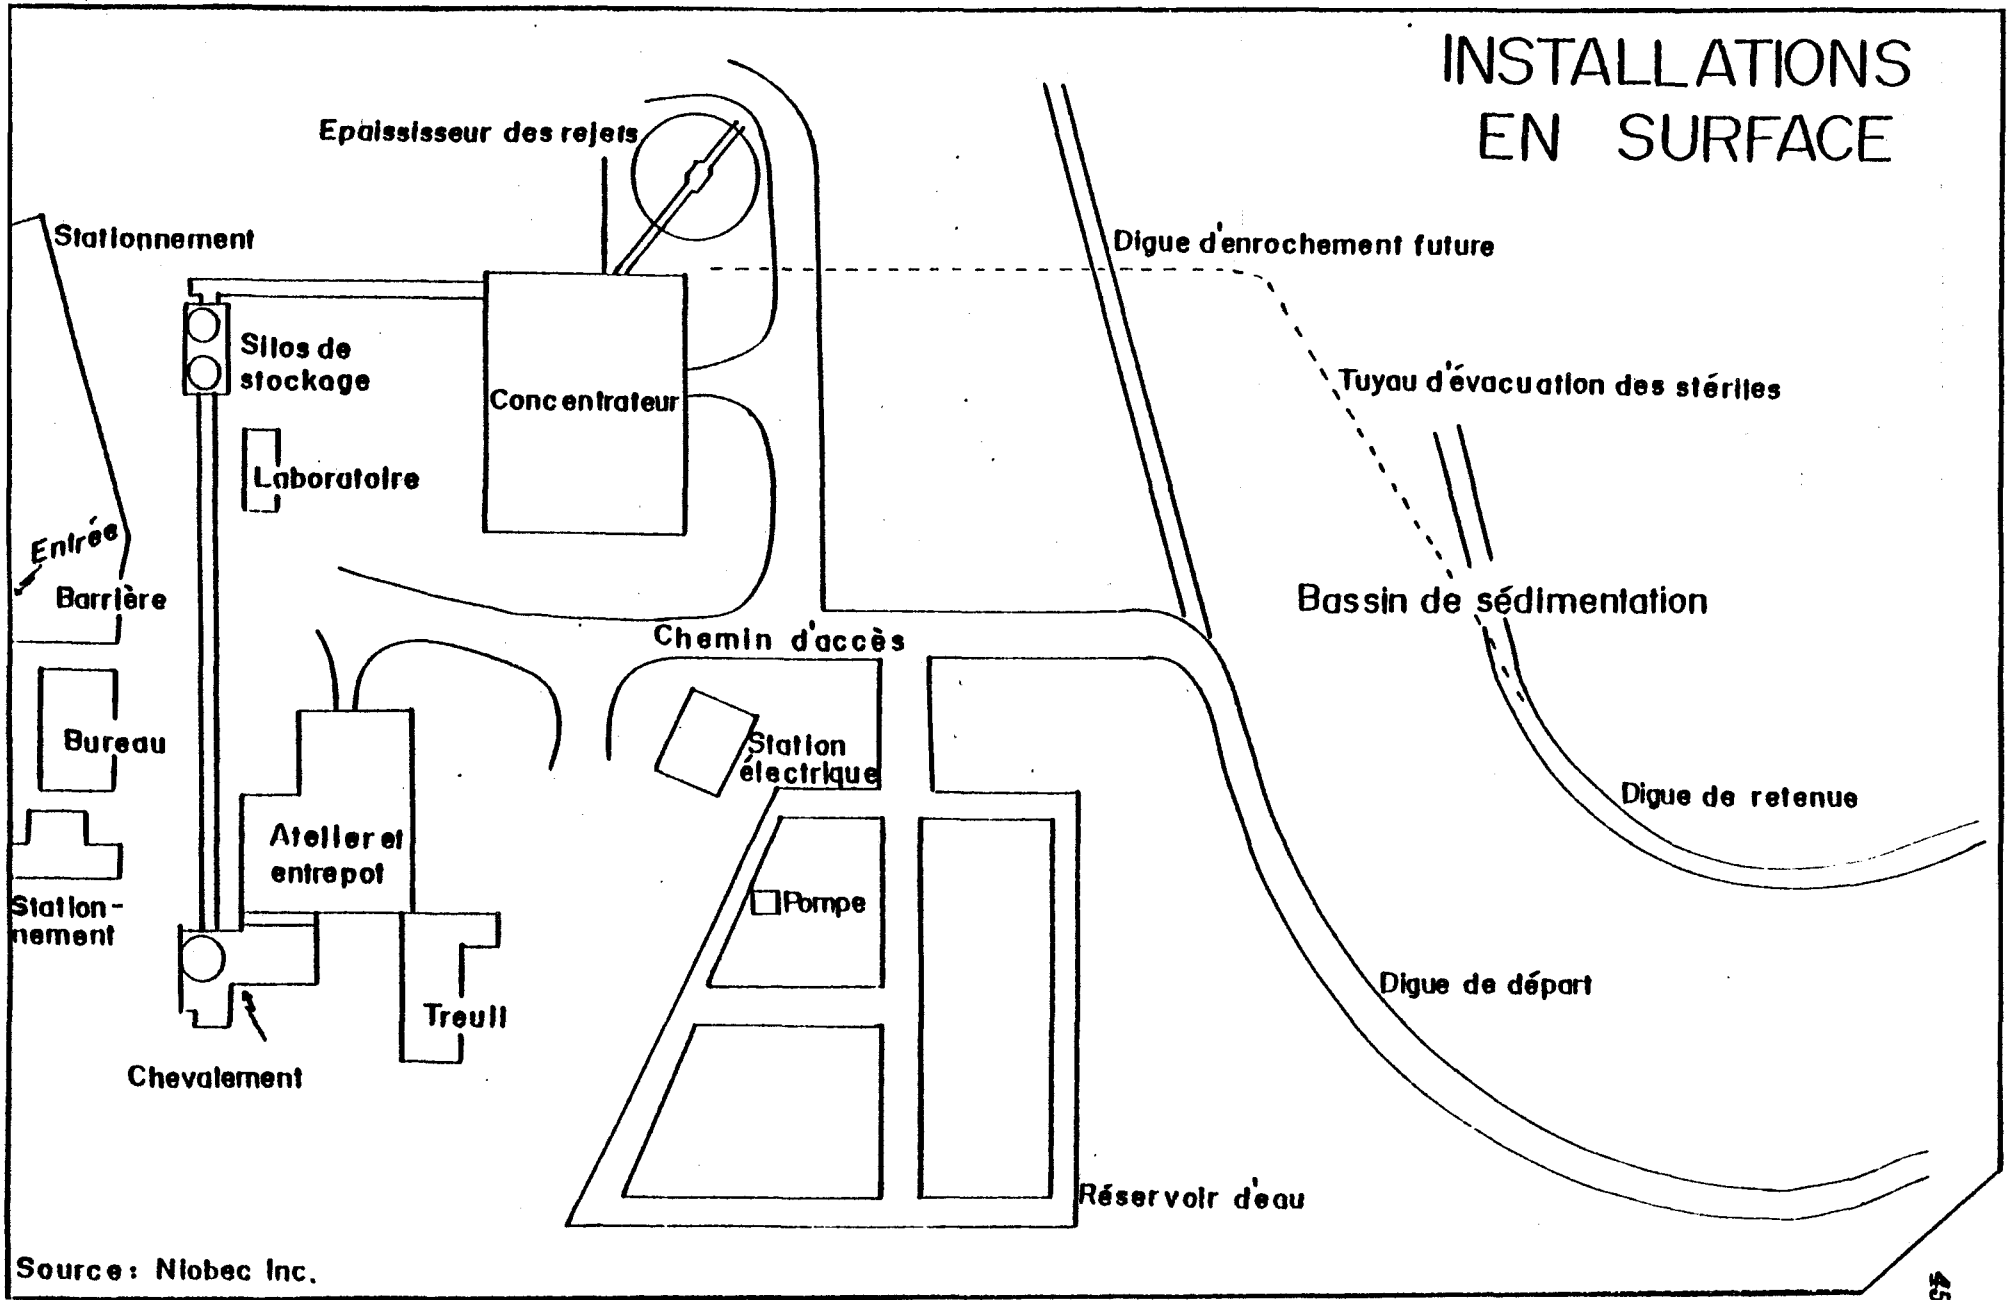 INSTALLATIONS
EN SURFACE
Epaississeur des rejets
Stationnement
Digue d'enrochement future
Silos de
stockage
Tuyau d'évacuation des stériles
Concentrateur
Laboratoire
Entrée
Barrière
Bassin de sédimentation
Chemin d'accès
Bureau
Station
électrique
Digue de retenue
Atelier et
entrepot
Pompe
Station-
nement
Digue de départ
Treuil
Chevalement
Réservoir d'eau
Source: Niobec Inc.
45